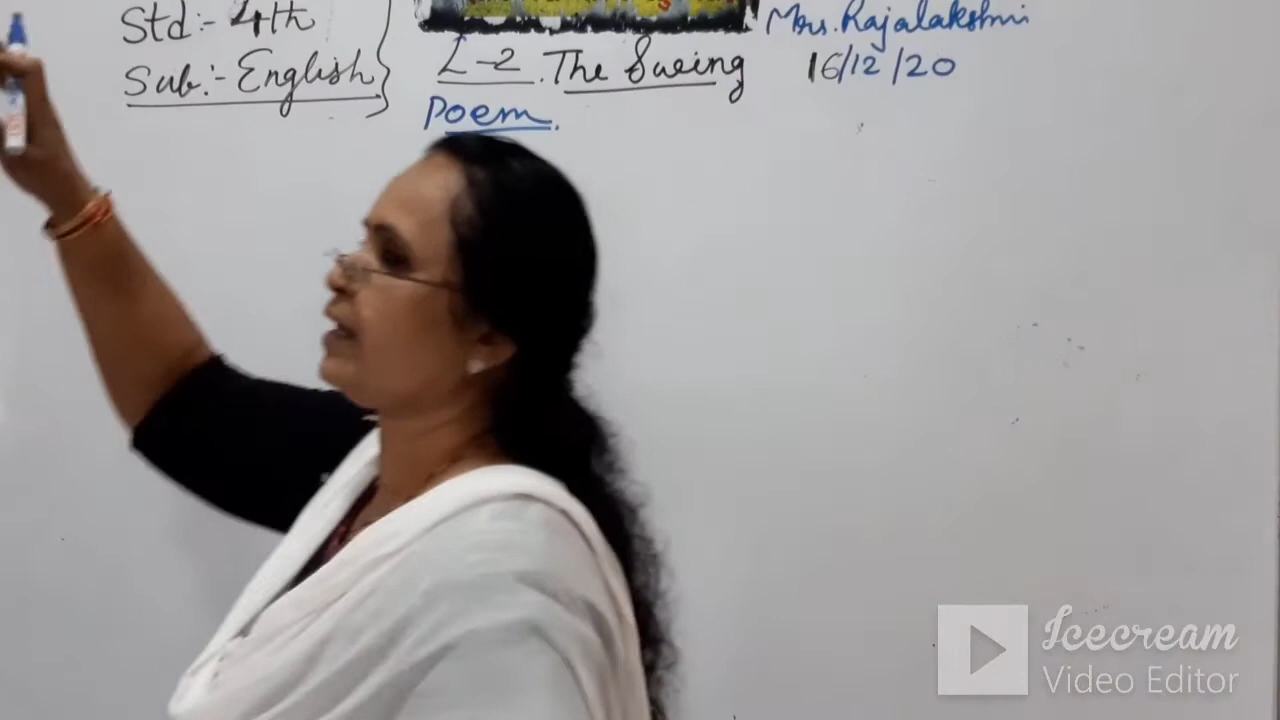 Std:- 4th
Sub:- English
L-2. The Swing
Poem.
Mrs. Rajalakshmi
16/12/20
Icecream
Video Editor